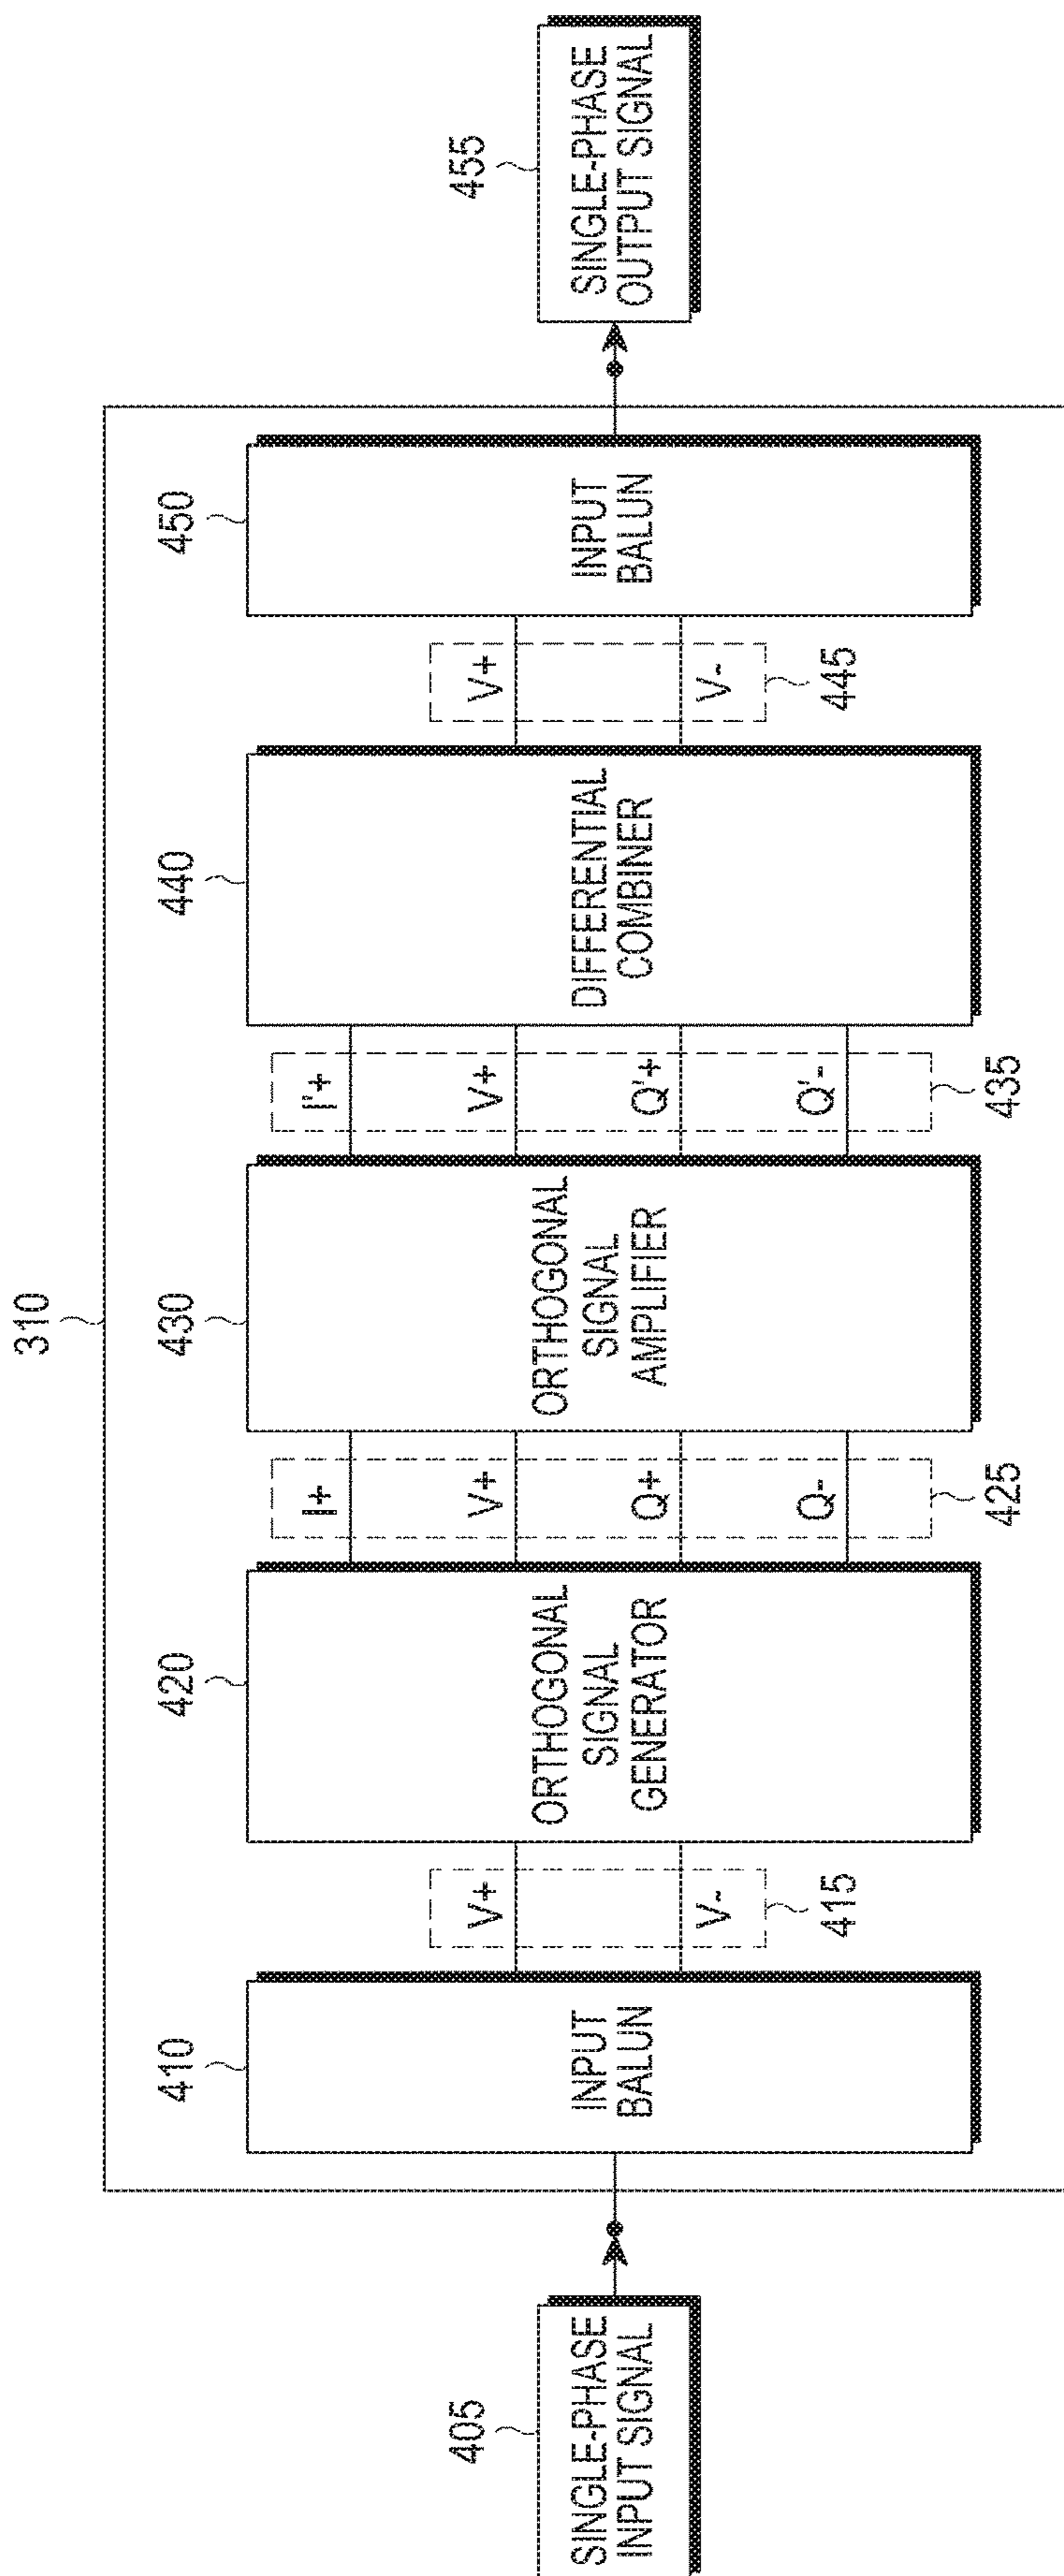 310
410
420
430
440
450
405
SINGLE-PHASE
INPUT SIGNAL
INPUT
BALUN
V+
V-
415
ORTHOGONAL
SIGNAL
GENERATOR
I+
V+
Q+
Q-
425
ORTHOGONAL
SIGNAL
AMPLIFIER
I'+
V+
Q'+
Q'-
435
DIFFERENTIAL
COMBINER
V+
V-
445
INPUT
BALUN
455
SINGLE-PHASE
OUTPUT SIGNAL